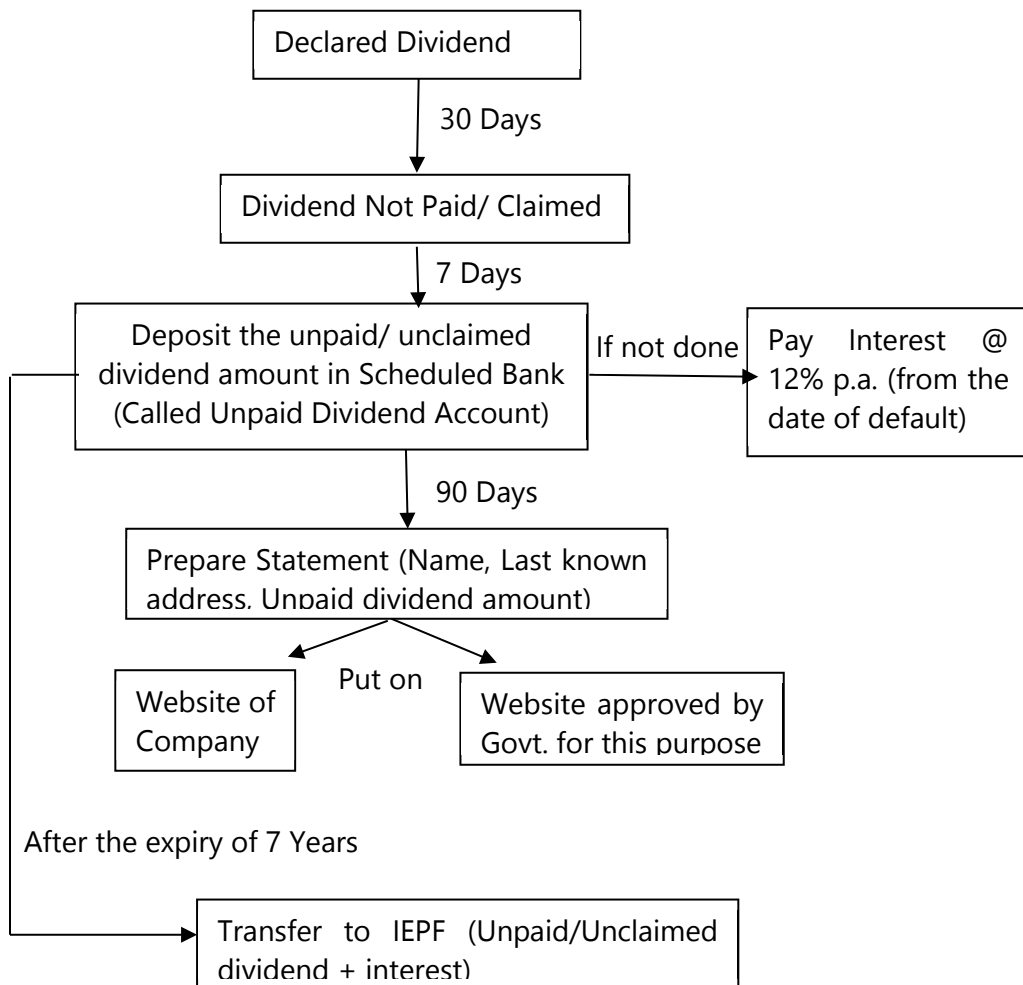 Declared Dividend
30 Days
Dividend Not Paid/ Claimed
7 Days
Deposit the unpaid/ unclaimed
dividend amount in Scheduled Bank
(Called Unpaid Dividend Account)
If not done
Pay Interest @
12% p.a. (from the
date of default)
90 Days
Prepare Statement (Name, Last known
address, Unpaid dividend amount)
Put on
Website of
Company
Website approved by
Govt. for this purpose
After the expiry of 7 Years
Transfer to IEPF (Unpaid/Unclaimed
dividend + interest)